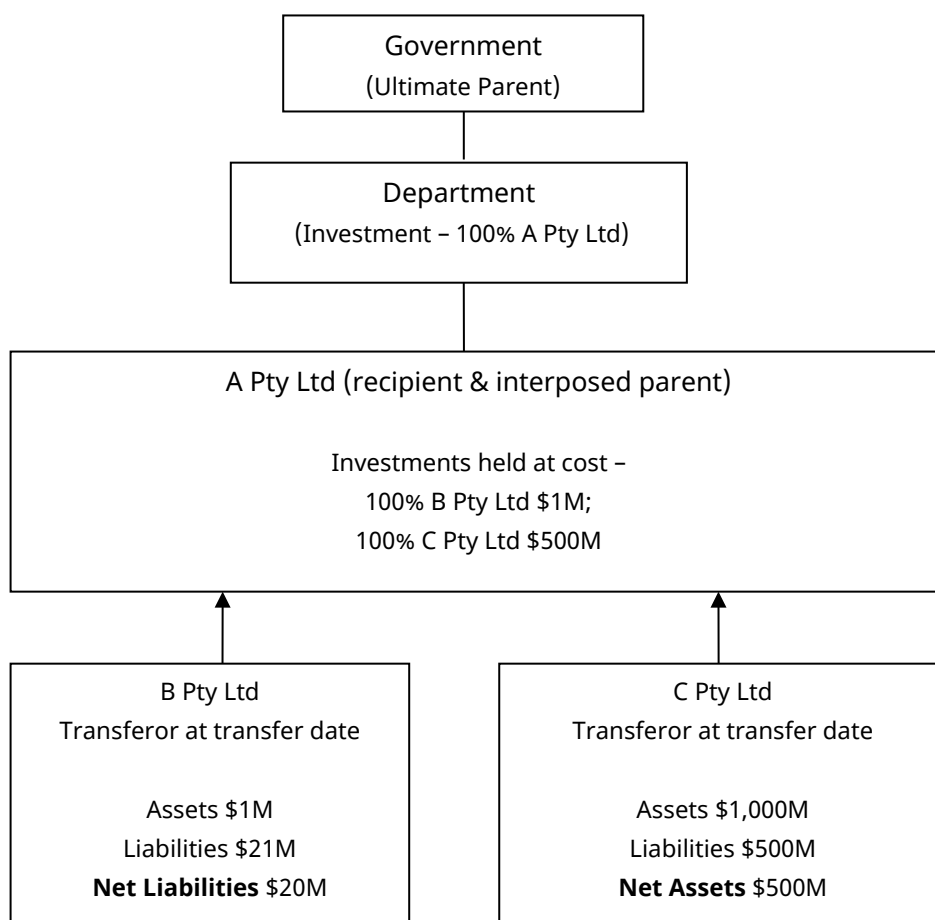 Government
(Ultimate Parent)
Department
(Investment – 100% A Pty Ltd)
A Pty Ltd (recipient & interposed parent)
Investments held at cost –
100% B Pty Ltd $1M;
100% C Pty Ltd $500M
B Pty Ltd
Transferor at transfer date
Assets $1M
Liabilities $21M
Net Liabilities $20M
C Pty Ltd
Transferor at transfer date
Assets $1,000M
Liabilities $500M
Net Assets $500M